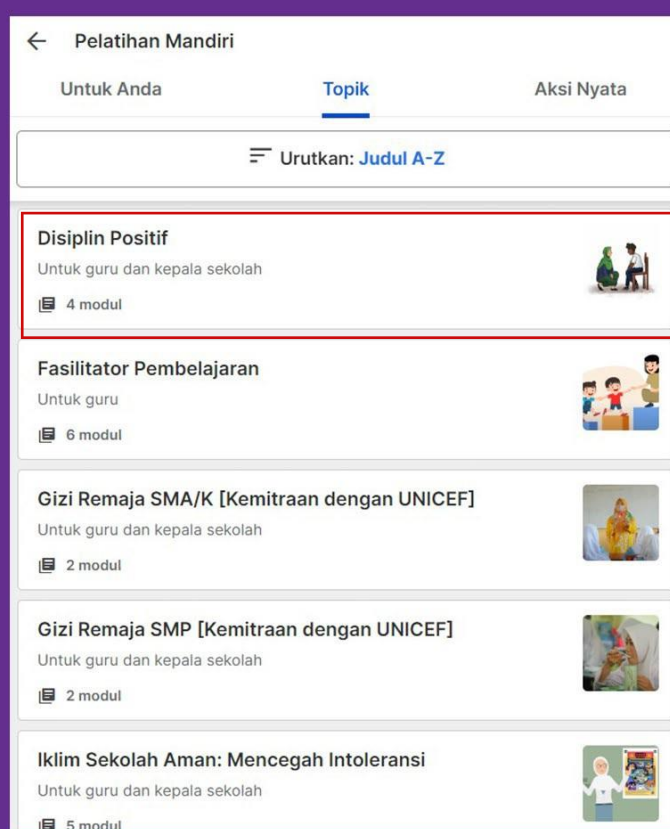 Pelatihan Mandiri
Untuk Anda
Topik
Aksi Nyata
Urutkan: Judul A-Z
Disiplin Positif
Untuk guru dan kepala sekolah
4 modul
Fasilitator Pembelajaran
Untuk guru
6 modul
Gizi Remaja SMA/K [Kemitraan dengan UNICEF]
Untuk guru dan kepala sekolah
2 modul
Gizi Remaja SMP [Kemitraan dengan UNICEF]
Untuk guru dan kepala sekolah
2 modul
Iklim Sekolah Aman: Mencegah Intoleransi
Untuk guru dan kepala sekolah
5 modul